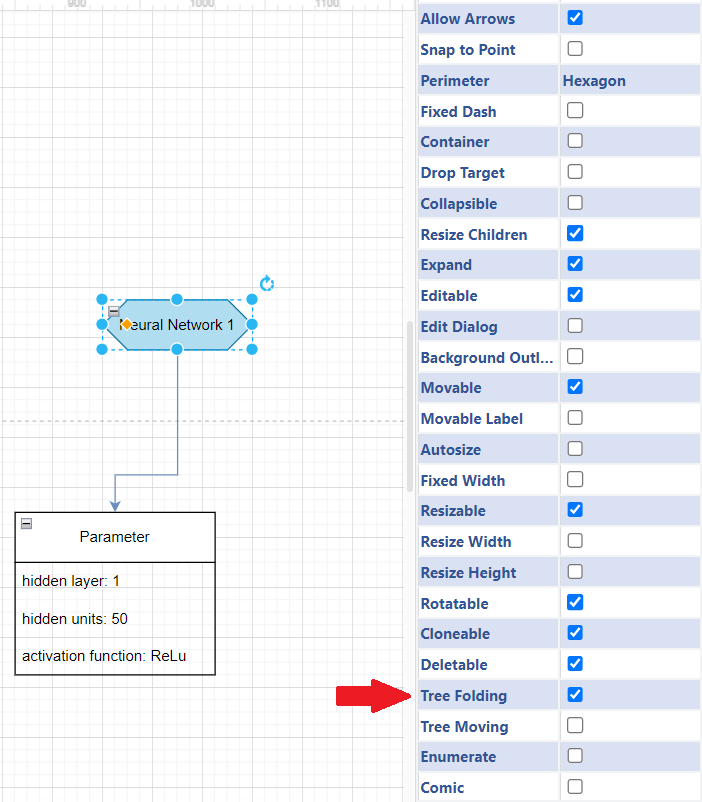 900
1000
1100
Neural Network 1
Parameter
hidden layer: 1
hidden units: 50
activation function: ReLu
Allow Arrows
Snap to Point
Perimeter Hexagon
Fixed Dash
Container
Drop Target
Collapsible
Resize Children
Expand
Editable
Edit Dialog
Background Outl...
Movable
Movable Label
Autosize
Fixed Width
Resizable
Resize Width
Resize Height
Rotatable
Cloneable
Deletable
Tree Folding
Tree Moving
Enumerate
Comic